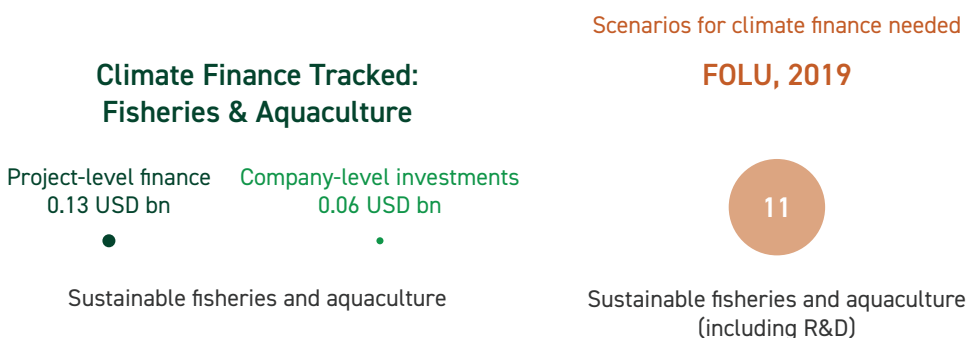 Scenarios for climate finance needed
Climate Finance Tracked:
Fisheries & Aquaculture
FOLU, 2019
Project-level finance
0.13 USD bn
Company-level investments
0.06 USD bn
11
Sustainable fisheries and aquaculture
Sustainable fisheries and aquaculture
(including R&D)